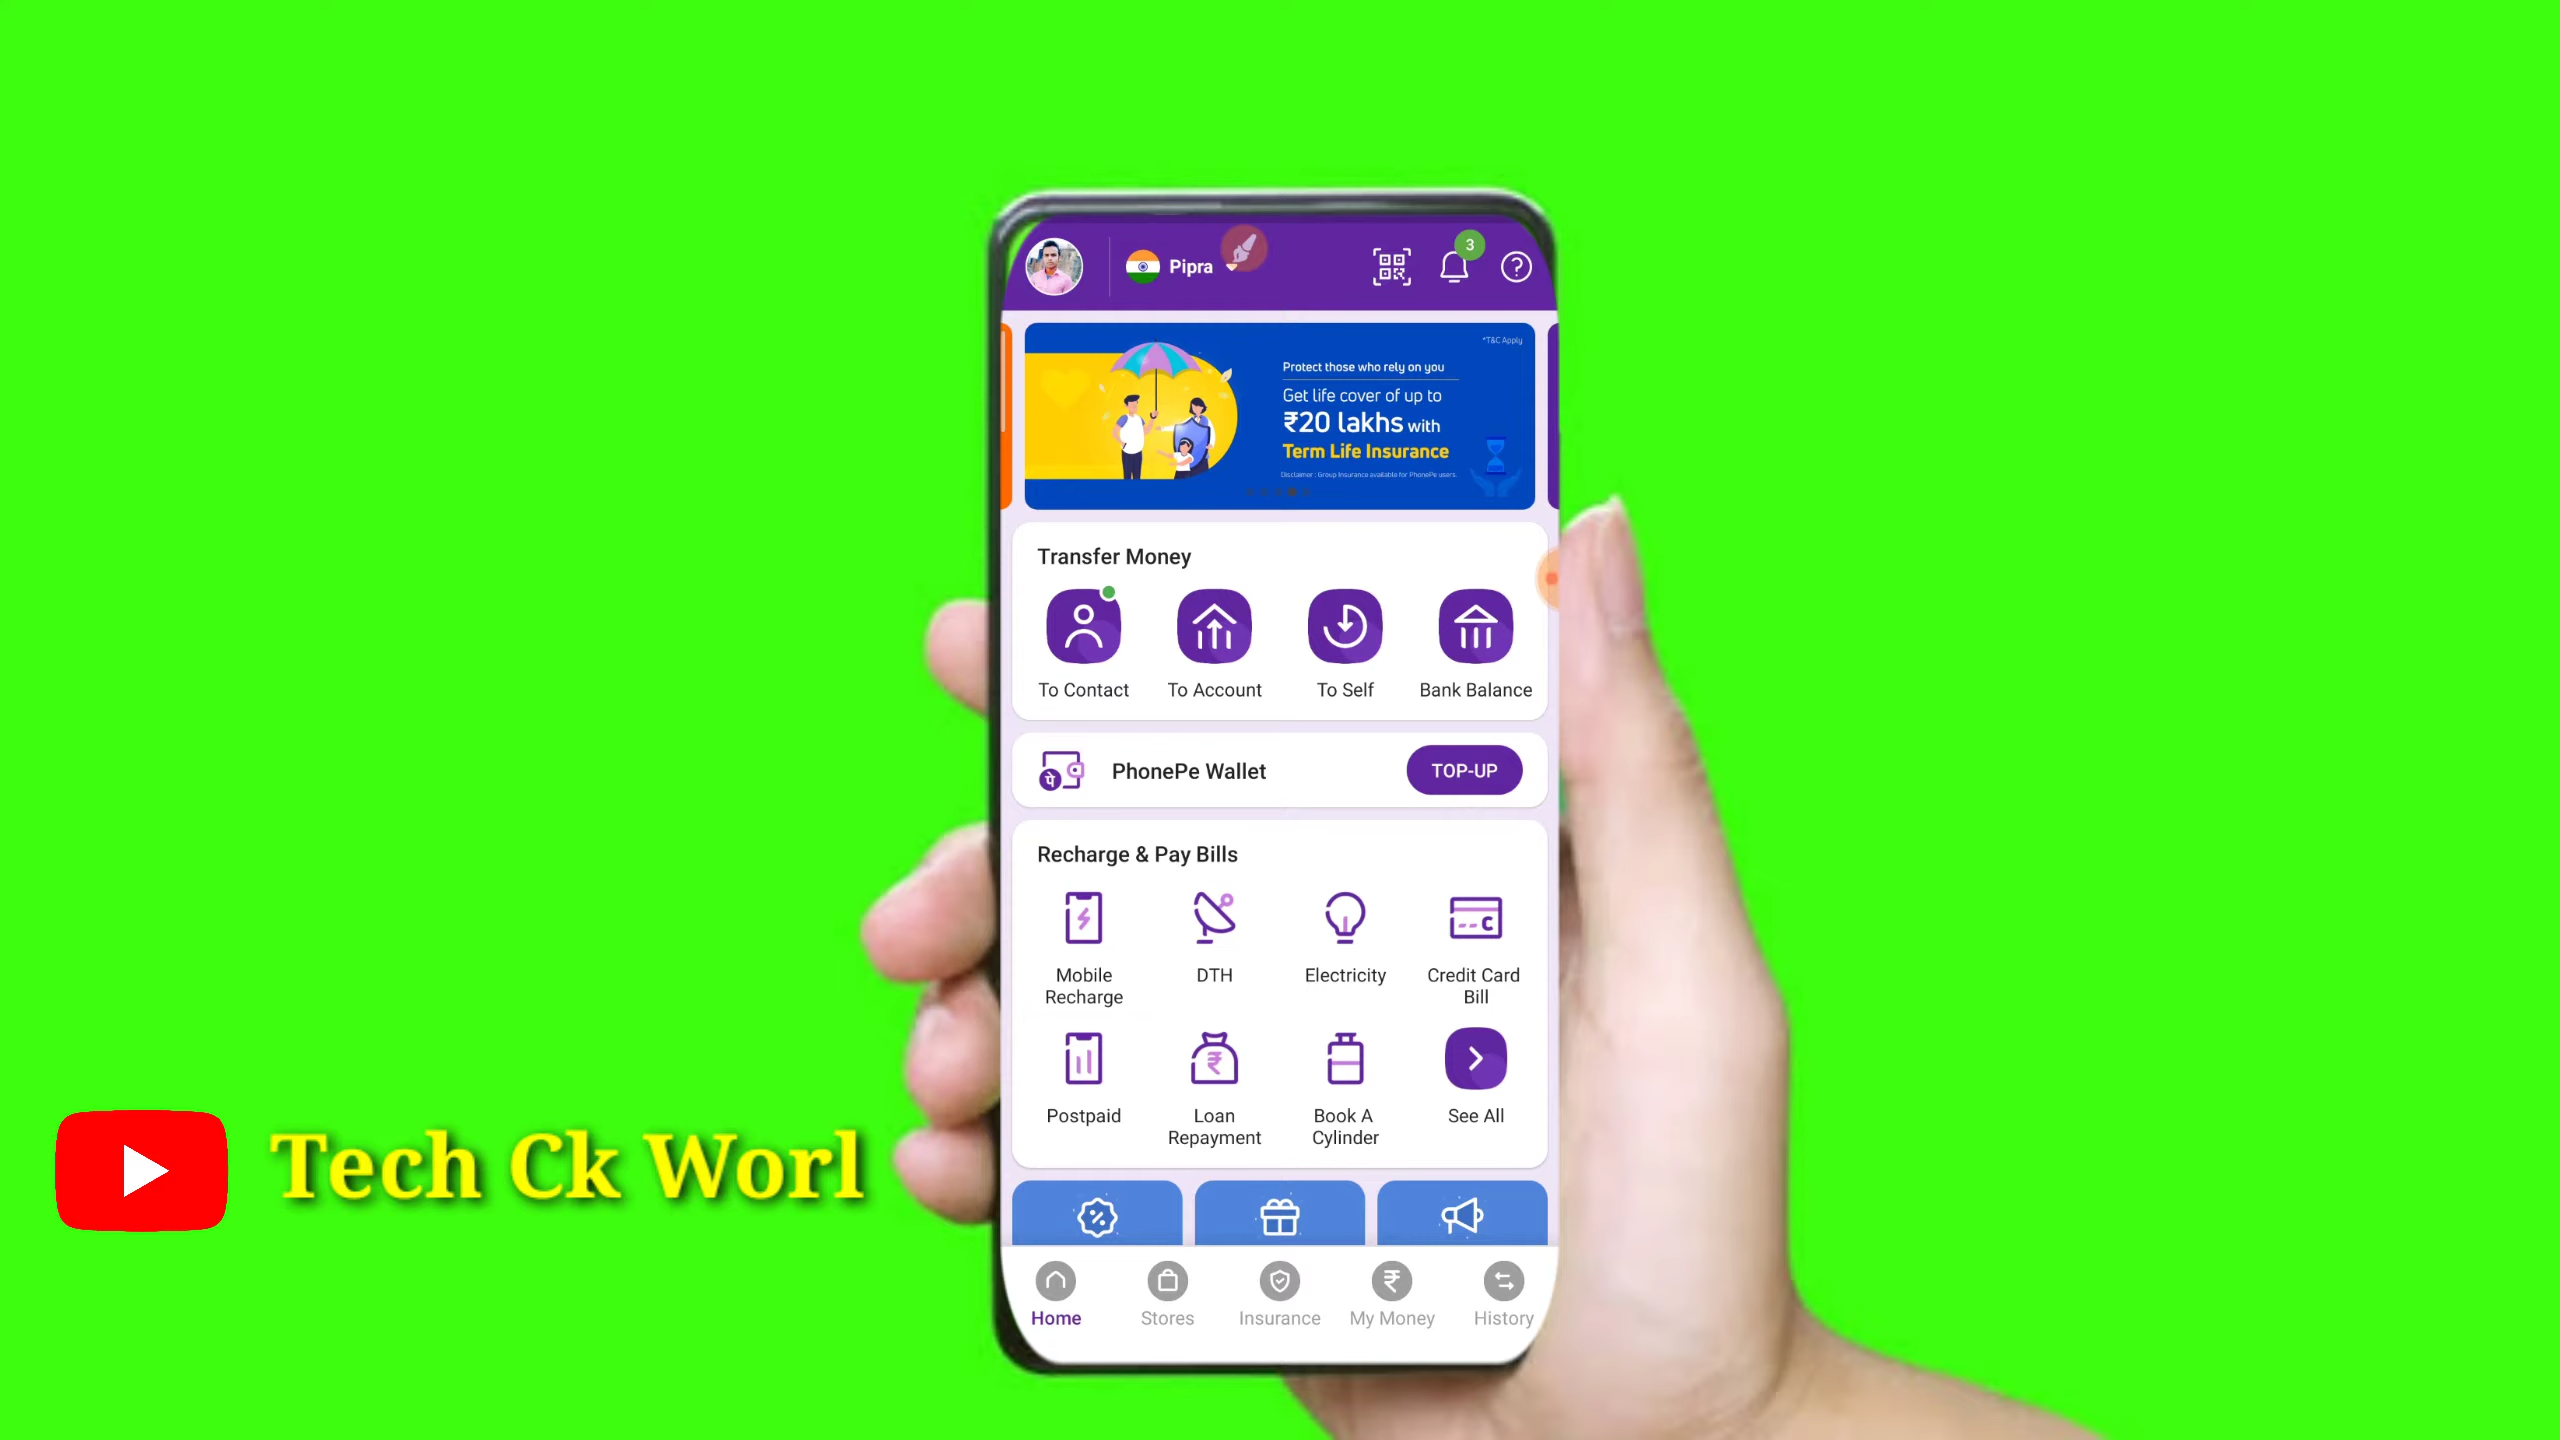 Pipra
3
*T&C Apply
Protect those who rely on you
Get life cover of up to
₹20 lakhs with
Term Life Insurance
Disclaimer : Group Insurance available for PhonePe users.
Transfer Money
To Contact
To Account
To Self
Bank Balance
पे
PhonePe Wallet
TOP-UP
Recharge & Pay Bills
Mobile
Recharge
DTH
Electricity
Credit Card
Bill
Postpaid
Loan
Repayment
Book A
Cylinder
See All
Tech Ck Worl
Home
Stores
Insurance
My Money
History